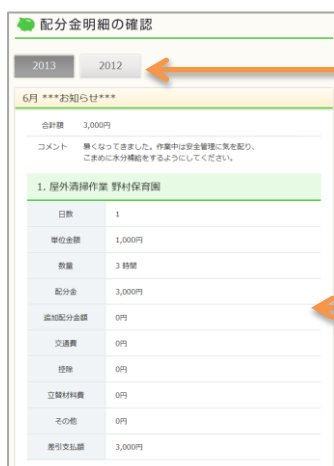 配分金明細の確認
2013 2012
6月 ***お知らせ***
合計額 3,000円
コメント 暑くなってきました。作業中は安全管理に気を配り、
こまめに水分補給をするようにしてください。
1. 屋外清掃作業 野村保育園
日数 1
単位金額 1,000円
数量 3 時間
配分金 3,000円
追加配分金額 0円
交通費 0円
控除 0円
立替材料費 0円
その他 0円
差引支払額 3,000円